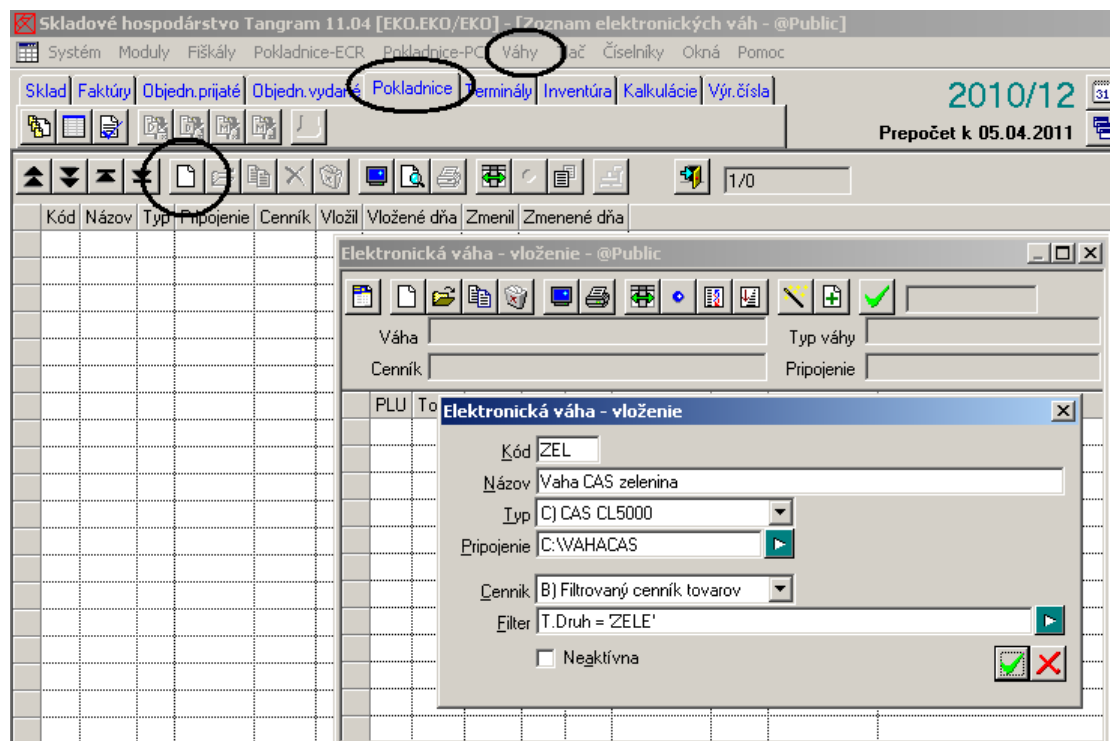 Skladové hospodárstvo Tangram 11.04 [EKO.EKO/EKO] - [Zoznam elektronických váh - @Public]
Systém Moduly Fiškály Pokladnice-ECR Pokladnice-PC Váhy Tlač Číselníky Okná Pomoc
Sklad Faktúry Objedn.prijaté Objedn.vydané Pokladnice Terminály Inventúra Kalkulácie Výr.čísla
2010/12
31
Prepočet k 05.04.2011
1/0
Kód Názov Typ Pripojenie Cenník Vložil Vložené dňa Zmenil Zmenené dňa
Elektronická váha - vloženie - @Public
Váha Typ váhy
Cenník Pripojenie
PLU To
Elektronická váha - vloženie
Kód ZEL
Názov Vaha CAS zelenina
Typ C) CAS CL5000
Pripojenie C:\VAHACAS
Cennik B) Filtrovaný cenník tovarov
Filter T.Druh = 'ZELE'
Neaktívna